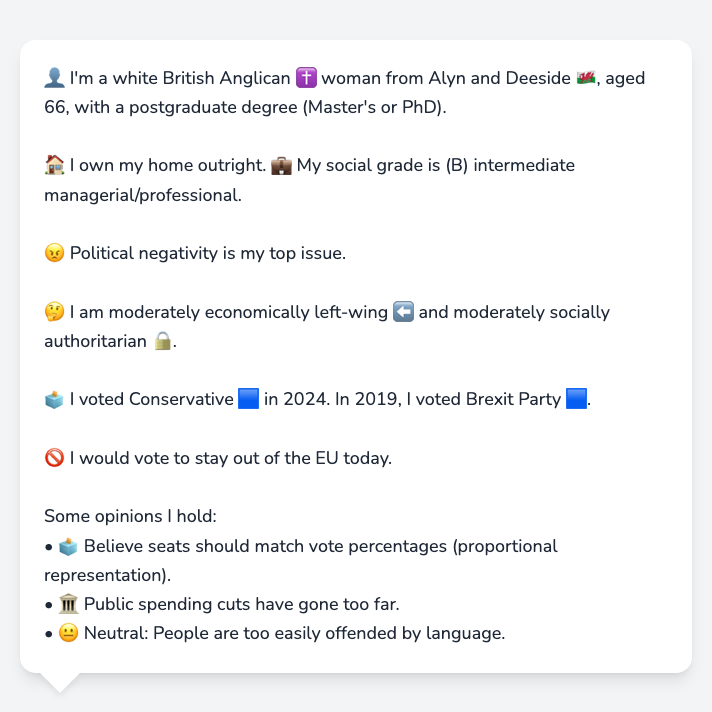 👤 I'm a white British Anglican ✝️ woman from Alyn and Deeside 🏴󠁧󠁢󠁷󠁬󠁳󠁿, aged
66, with a postgraduate degree (Master's or PhD).
🏠 I own my home outright. 💼 My social grade is (B) intermediate
managerial/professional.
😠 Political negativity is my top issue.
🤔 I am moderately economically left-wing ⬅️ and moderately socially
authoritarian 🔒.
🗳️ I voted Conservative 🟦 in 2024. In 2019, I voted Brexit Party 🟦.
🚫 I would vote to stay out of the EU today.
Some opinions I hold:
• 🗳️ Believe seats should match vote percentages (proportional
representation).
• 🏛️ Public spending cuts have gone too far.
• 😐 Neutral: People are too easily offended by language.